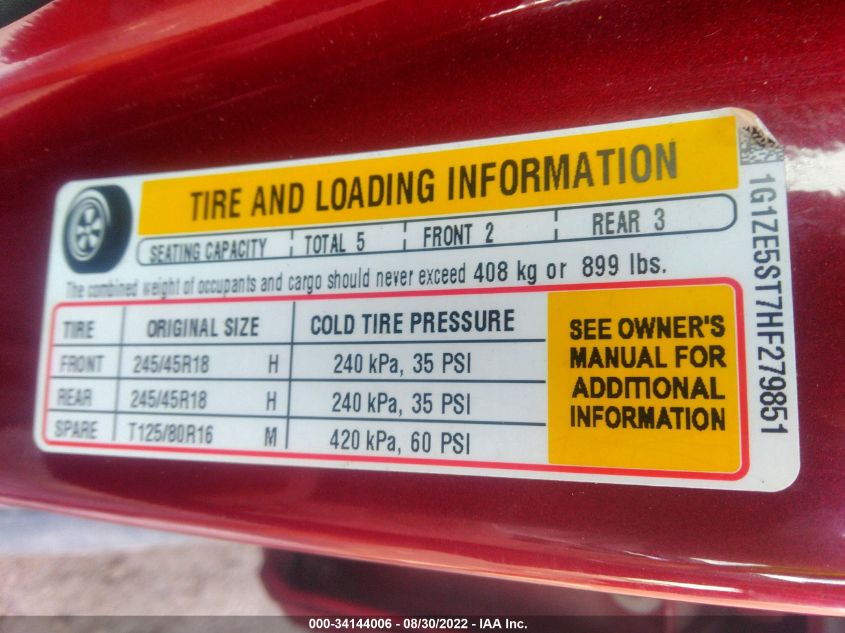 TIRE AND LOADING INFORMATION
SEATING CAPACITY TOTAL 5 FRONT 2 REAR 3
The combined weight of occupants and cargo should never exceed 408 kg or 899 lbs.
TIRE ORIGINAL SIZE COLD TIRE PRESSURE
FRONT 245/45R18 H 240 kPa, 35 PSI
REAR 245/45R18 H 240 kPa, 35 PSI
SPARE T125/80R16 M 420 kPa, 60 PSI
SEE OWNER'S
MANUAL FOR
ADDITIONAL
INFORMATION
1G1ZE5ST7HF279851
000-34144006 - 08/30/2022 - IAA Inc.